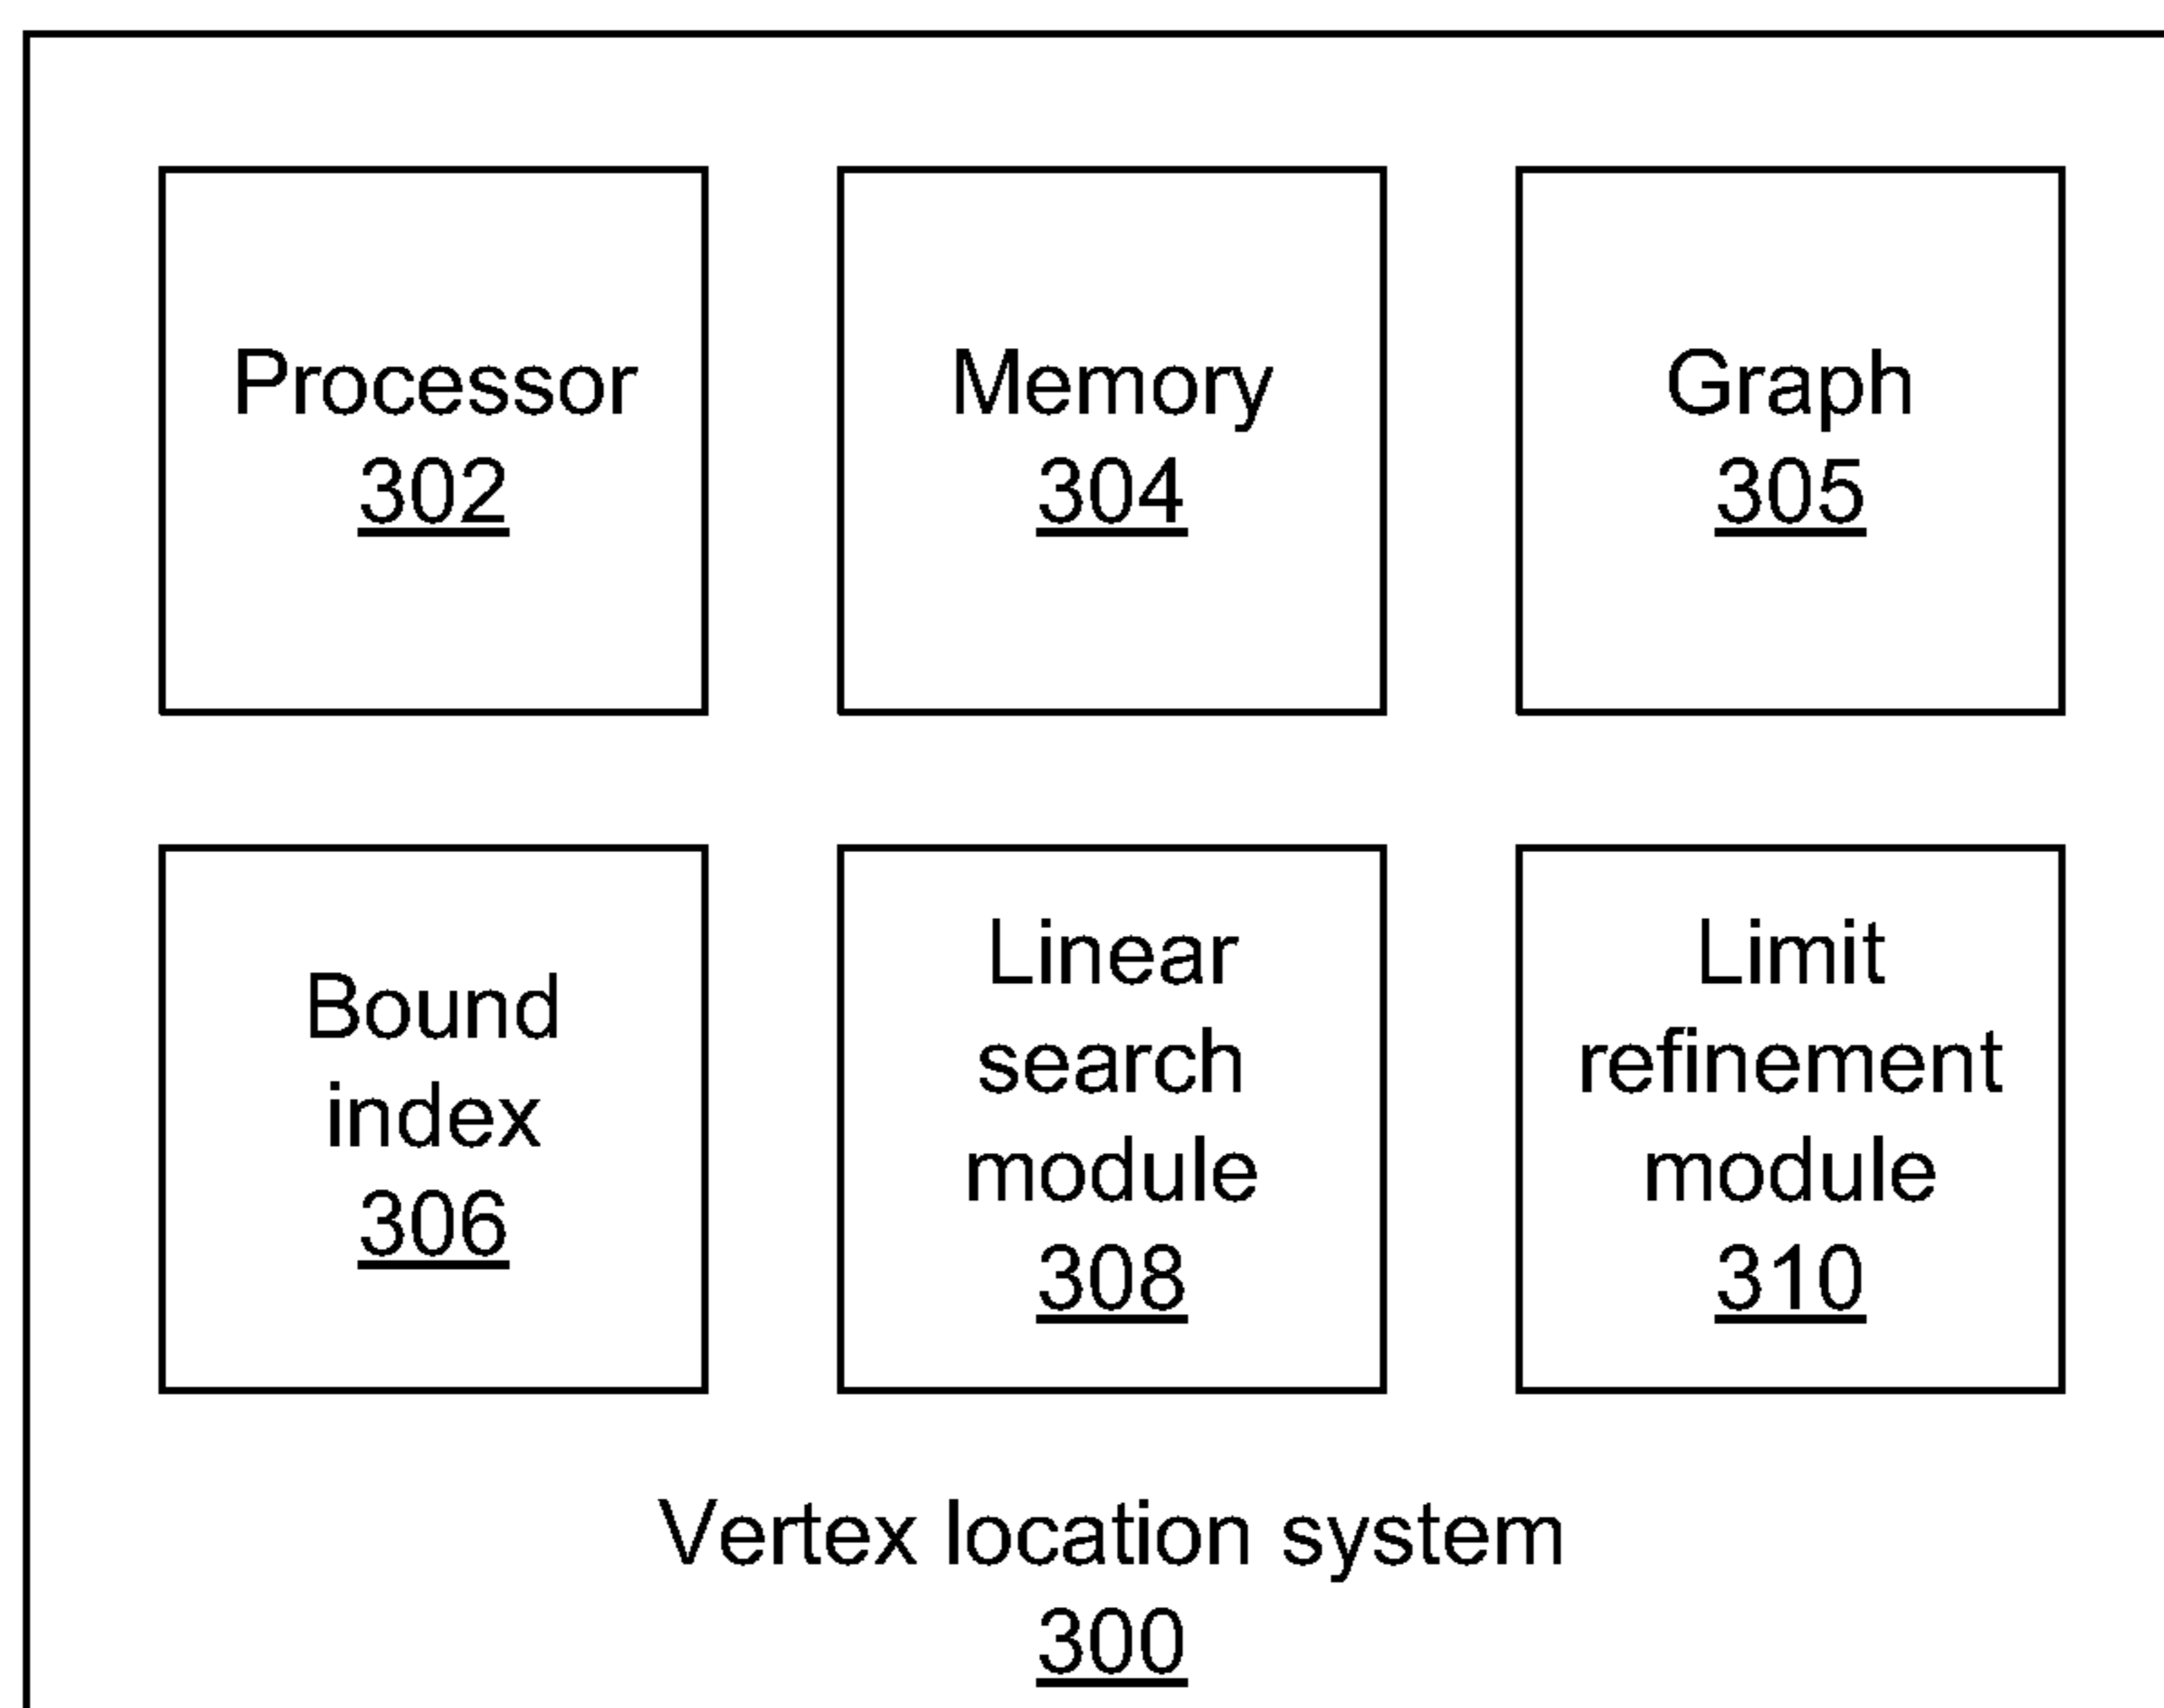 Processor
302
Memory
304
Graph
305
Bound
index
306
Linear
search
module
308
Limit
refinement
module
310
Vertex location system
300